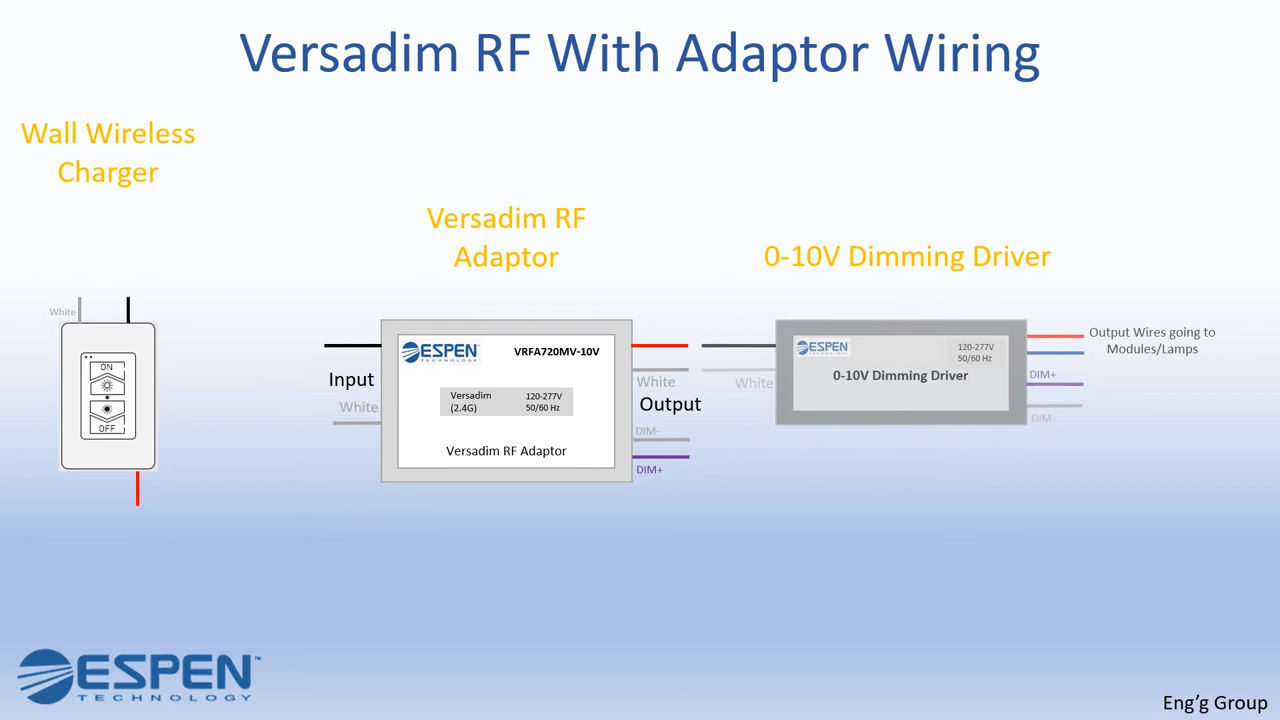 Versadim RF With Adaptor Wiring
Wall Wireless
Charger
Versadim RF
Adaptor
0-10V Dimming Driver
White
ON
OFF
Input
White
ESPEN
TECHNOLOGY
VRFA720MV-10V
Versadim
(2.4G)
120-277V
50/60 Hz
Versadim RF Adaptor
White
Output
DIM-
DIM+
White
ESPEN
TECHNOLOGY
120-277V
50/60 Hz
0-10V Dimming Driver
Output Wires going to
Modules/Lamps
DIM+
DIM-
ESPEN™
TECHNOLOGY
Eng’g Group